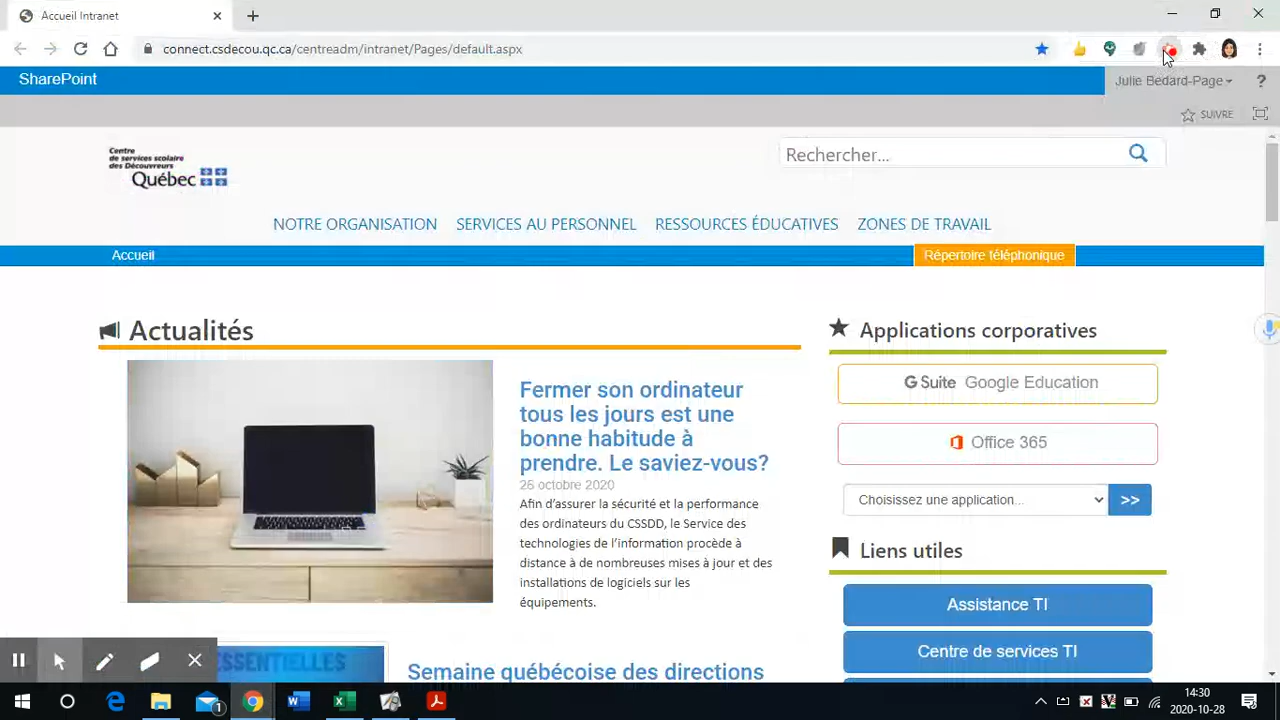 Accueil Intranet
connect.csdecou.qc.ca/centreadm/intranet/Pages/default.aspx
SharePoint
Julie Bédard-Page
?
SUIVRE
Centre
de services scolaire
des Découvreurs
Québec
Rechercher...
NOTRE ORGANISATION
SERVICES AU PERSONNEL
RESSOURCES ÉDUCATIVES
ZONES DE TRAVAIL
Accueil
Répertoire téléphonique
Actualités
Fermer son ordinateur
tous les jours est une
bonne habitude à
prendre. Le saviez-vous?
26 octobre 2020
Afin d'assurer la sécurité et la performance
des ordinateurs du CSSDD, le Service des
technologies de l'information procède à
distance à de nombreuses mises à jour et des
installations de logiciels sur les
équipements.
ESSENTIELLES
Semaine québécoise des directions
Applications corporatives
G Suite Google Education
Office 365
Choisissez une application...
>>
Liens utiles
Assistance TI
Centre de services TI
1
14:30
2020-10-28